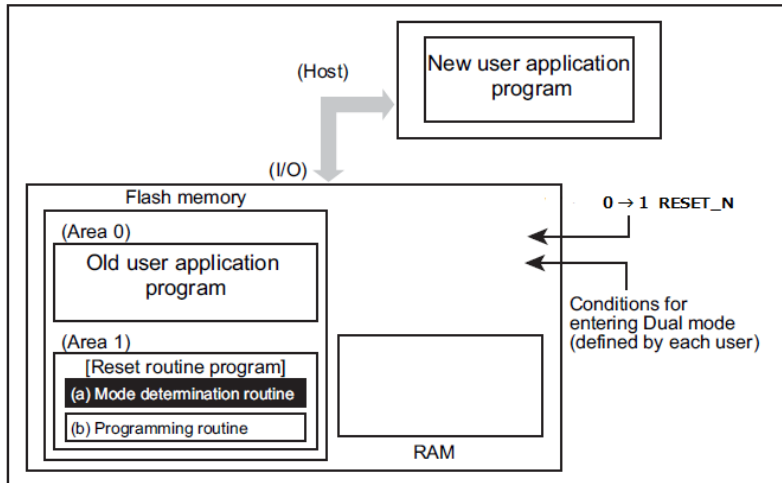 (Host)
New user application
program
(I/O)
Flash memory
0 → 1 RESET_N
(Area 0)
Old user application
program
Conditions for
entering Dual mode
(defined by each user)
(Area 1)
[Reset routine program]
(a) Mode determination routine
(b) Programming routine
RAM